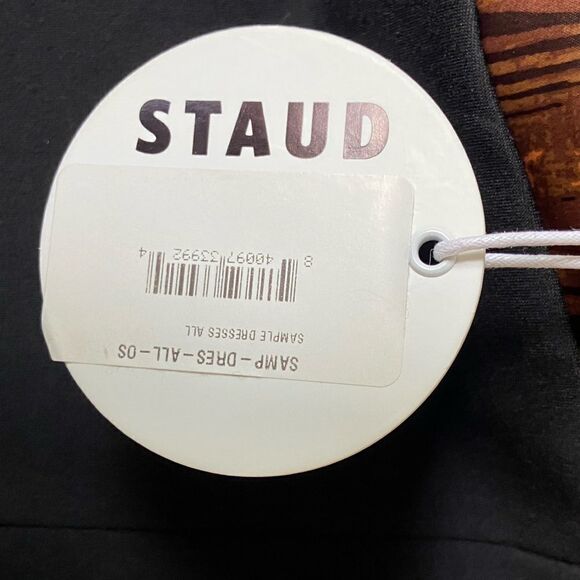 STAUD
SAMP-DRES-ALL-OS
SAMPLE DRESSES ALL
8 40097 33992 4